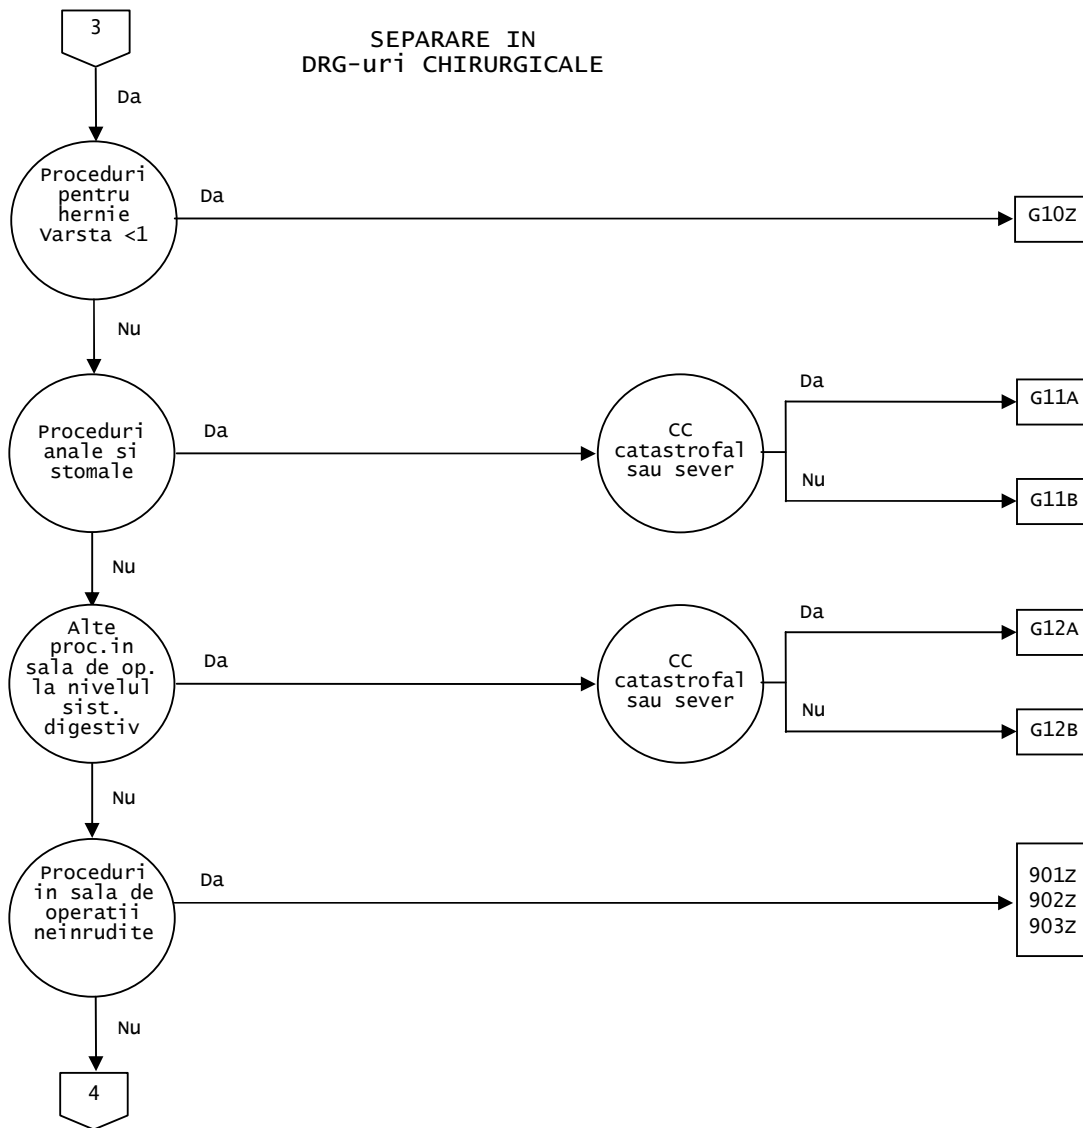 3
SEPARARE IN
DRG-uri CHIRURGICALE
Da
Proceduri
pentru
hernie
Varsta <1
Da
G10Z
Nu
Proceduri
anale si
stomale
Da
CC
catastrofal
sau sever
Da
G11A
Nu
G11B
Nu
Alte
proc.in
sala de op.
la nivelul
sist.
digestiv
Da
CC
catastrofal
sau sever
Da
G12A
Nu
G12B
Nu
Proceduri
in sala de
operatii
neinrudite
Da
901Z
902Z
903Z
Nu
4